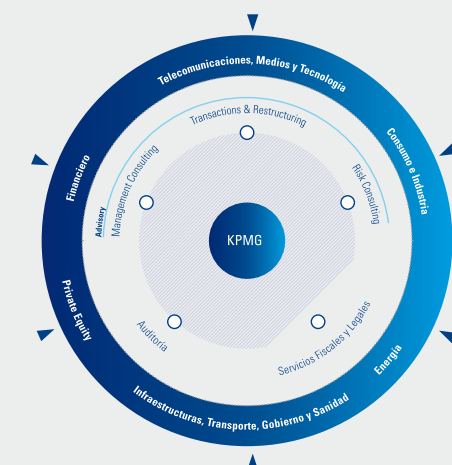 Telecomunicaciones, Medios y Tecnología
Consumo e Industria
Energía
Infraestructuras, Transporte, Gobierno y Sanidad
Private Equity
Financiero
Advisory
Management Consulting
Transactions & Restructuring
Risk Consulting
KPMG
Auditoría
Servicios Fiscales y Legales